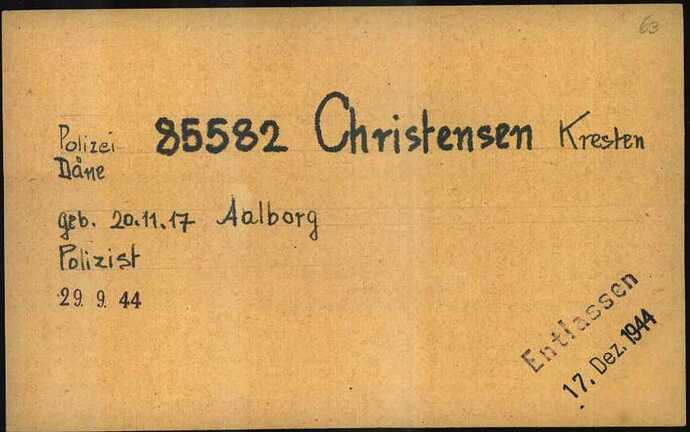 63
Polizei 85582 Christensen Kresten
Däne
geb. 20.11.17 Aalborg
Polizist
29. 9. 44
Entlassen
17. Dez. 1944